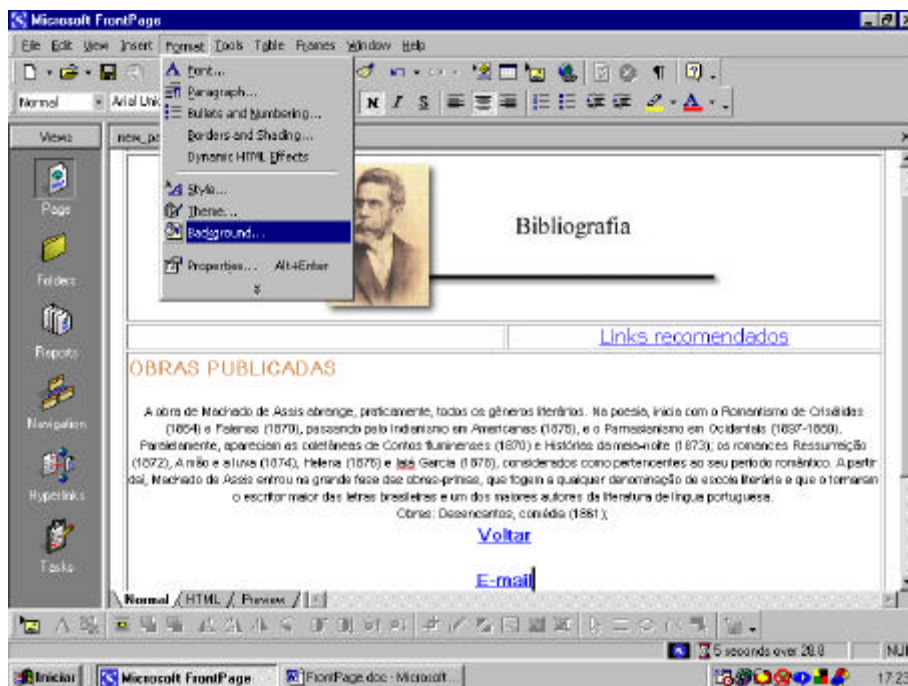 Microsoft FrontPage
File Edit View Insert Format Tools Table Frames Window Help
Normal Arial Uni
N I S
Font...
Paragraph...
Bullets and Numbering...
Borders and Shading...
Dynamic HTML Effects
Style...
Theme...
Background...
Properties... Alt+Enter
Views
Page
Folders
Reports
Navigation
Hyperlinks
Tasks
new_pa
Bibliografia
Links recomendados
OBRAS PUBLICADAS
A obra de Machado de Assis abrange, praticamente, todos os gêneros literários. Na poesia, inicia com o Romantismo de Crisálidas
(1864) e Falenas (1870), passando pelo Indianismo em Americanas (1875), e o Parnasianismo em Ocidentais
Paralelamente, apareciam as coletâneas de Contos fluminenses (1870) e Histórias da meia-noite (1873); os romances Ressurreição
(1872), A mão e a luva (1874), Helena (1876) e Iaiá Garcia (1878), considerados como pertencentes ao seu período romântico. A partir
daí, Machado de Assis entrou na grande fase das obras-primas, que fogem a qualquer denominação de escola literária e que o tornaram
o escritor maior das letras brasileiras e um dos maiores autores da literatura de língua portuguesa.
Obras: Desencantos, comédia (1861);
Voltar
E-mail
Normal HTML Preview
5 seconds over 28.8 NUM
Iniciar Microsoft FrontPage FrontPage.doc - Microsoft ... 17:23